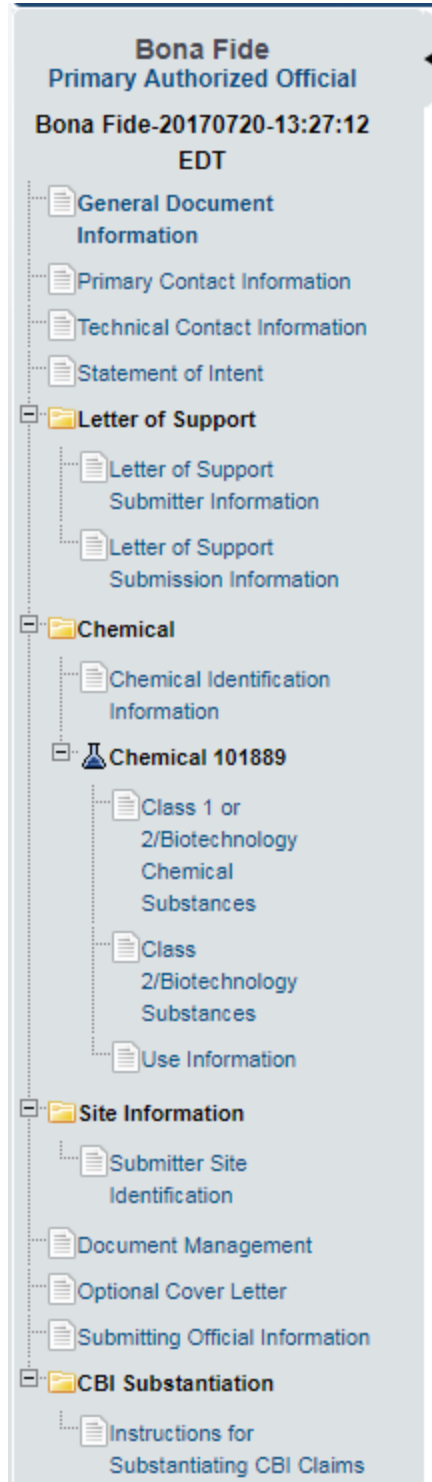 Bona Fide
Primary Authorized Official
Bona Fide-20170720-13:27:12
EDT
General Document
Information
Primary Contact Information
Technical Contact Information
Statement of Intent
Letter of Support
Letter of Support
Submitter Information
Letter of Support
Submission Information
Chemical
Chemical Identification
Information
Chemical 101889
Class 1 or
2/Biotechnology
Chemical
Substances
Class
2/Biotechnology
Substances
Use Information
Site Information
Submitter Site
Identification
Document Management
Optional Cover Letter
Submitting Official Information
CBI Substantiation
Instructions for
Substantiating CBI Claims